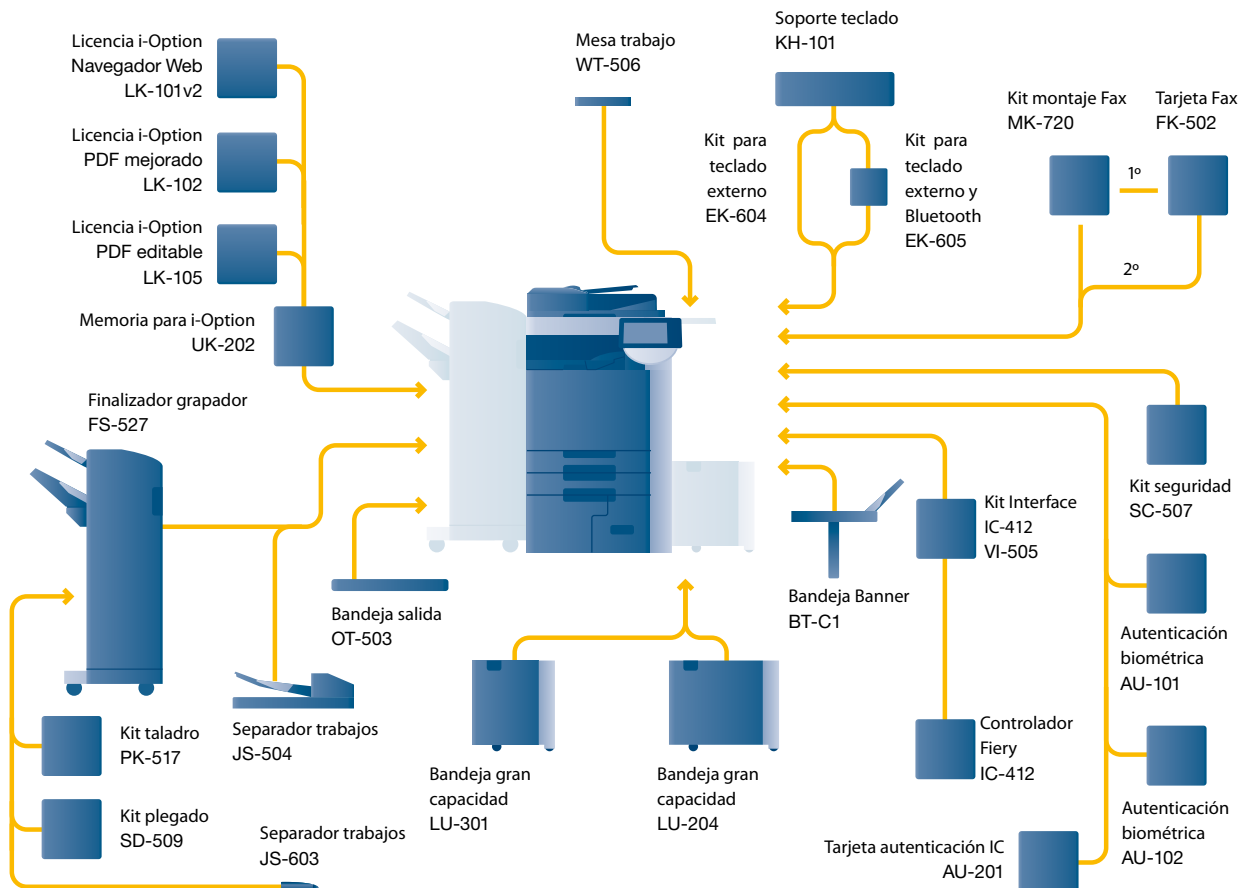 Licencia i-Option
Navegador Web
LK-101v2
Licencia i-Option
PDF mejorado
LK-102
Licencia i-Option
PDF editable
LK-105
Memoria para i-Option
UK-202
Finalizador grapador
FS-527
Mesa trabajo
WT-506
Soporte teclado
KH-101
Kit para
teclado
externo
EK-604
Kit para
teclado
externo y
Bluetooth
EK-605
Kit montaje Fax
MK-720
Tarjeta Fax
FK-502
1º
2º
Kit seguridad
SC-507
Kit Interface
IC-412
VI-505
Bandeja Banner
BT-C1
Bandeja salida
OT-503
Autenticación
biométrica
AU-101
Kit taladro
PK-517
Separador trabajos
JS-504
Bandeja gran
capacidad
LU-301
Bandeja gran
capacidad
LU-204
Controlador
Fiery
IC-412
Kit plegado
SD-509
Separador trabajos
JS-603
Tarjeta autenticación IC
AU-201
Autenticación
biométrica
AU-102